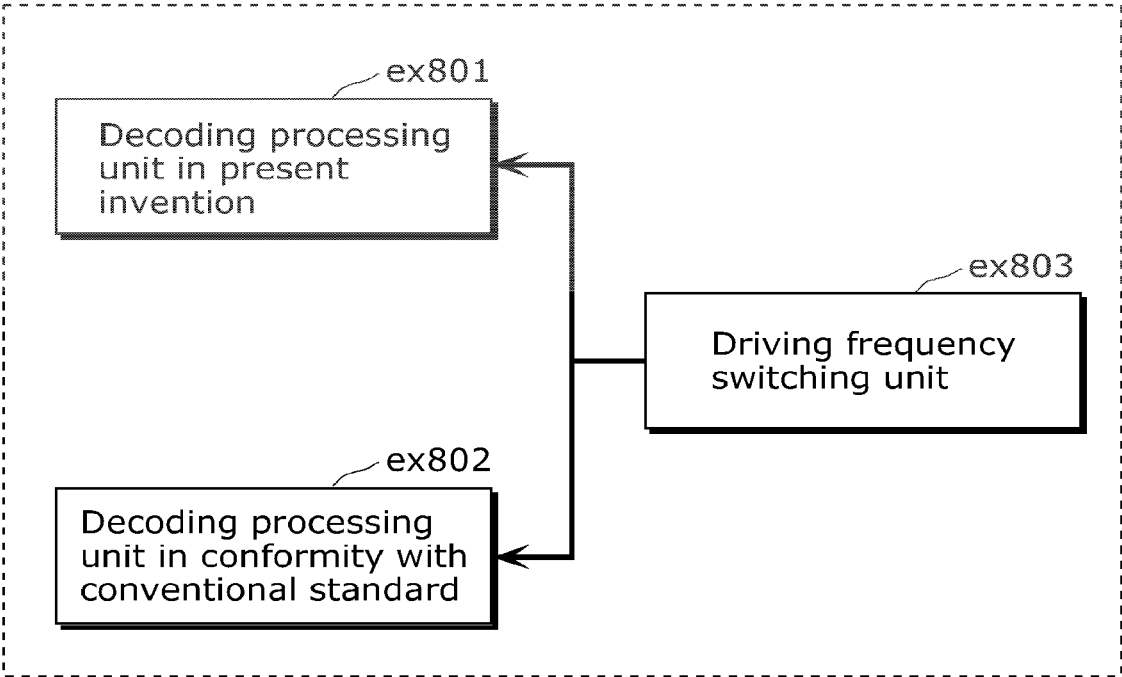 ex801
Decoding processing
unit in present
invention
ex803
Driving frequency
switching unit
ex802
Decoding processing
unit in conformity with
conventional standard